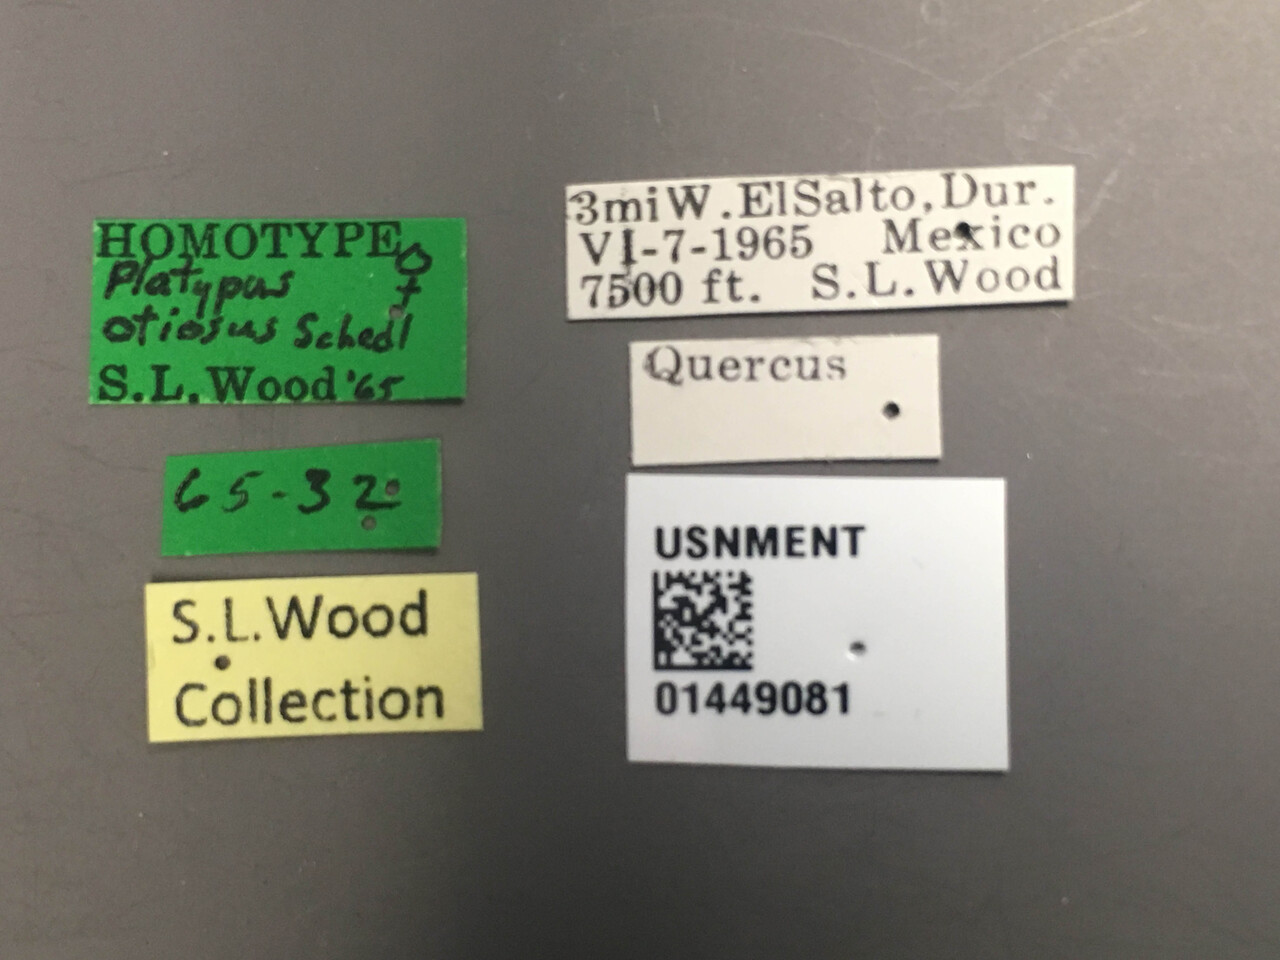 HOMOTYPE ♀
Platypus
otiosus Schedl
S.L.Wood '65
65-32
S.L.Wood
Collection
3miW.ElSalto,Dur.
VI-7-1965 Mexico
7500 ft. S.L.Wood
Quercus
USNMENT
01449081